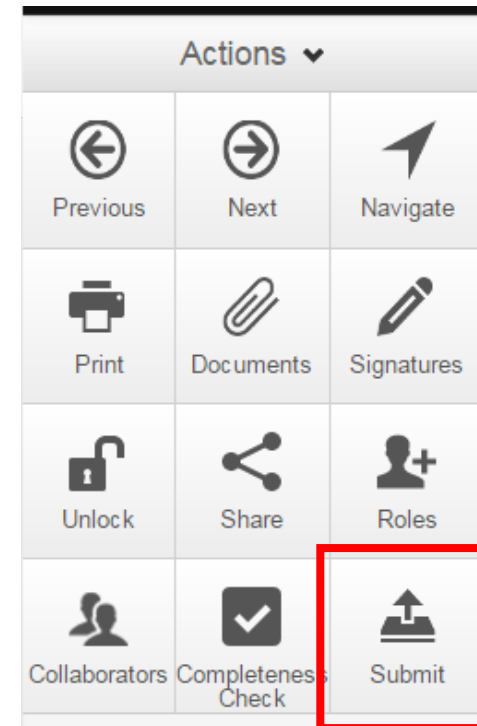 Actions
Previous Next Navigate
Print Documents Signatures
Unlock Share Roles
Collaborators Completeness Check Submit